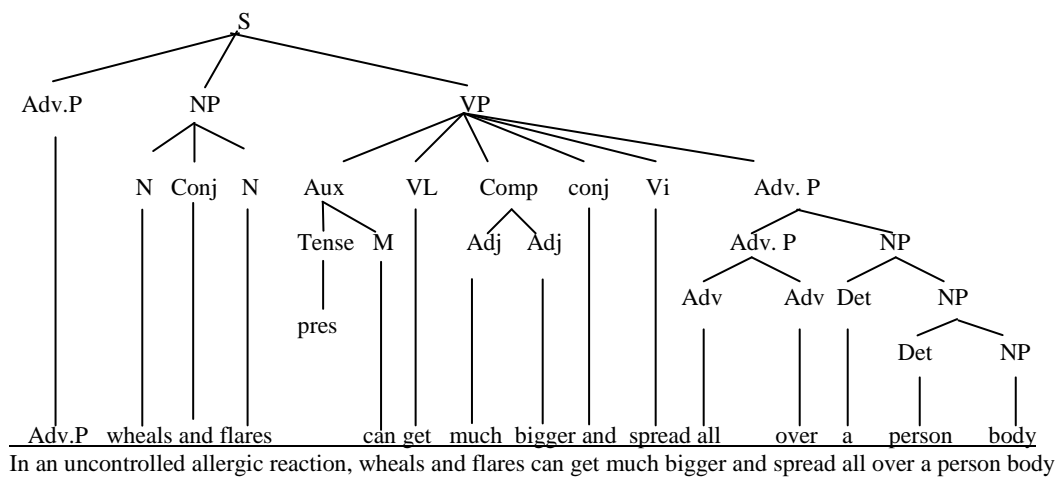 S
Adv.P NP VP
N Conj N Aux VL Comp conj Vi Adv. P
Tense M Adj Adj Adv. P NP
Adv Adv Det NP
pres
Det NP
Adv.P wheals and flares can get much bigger and spread all over a person body
In an uncontrolled allergic reaction, wheals and flares can get much bigger and spread all over a person body